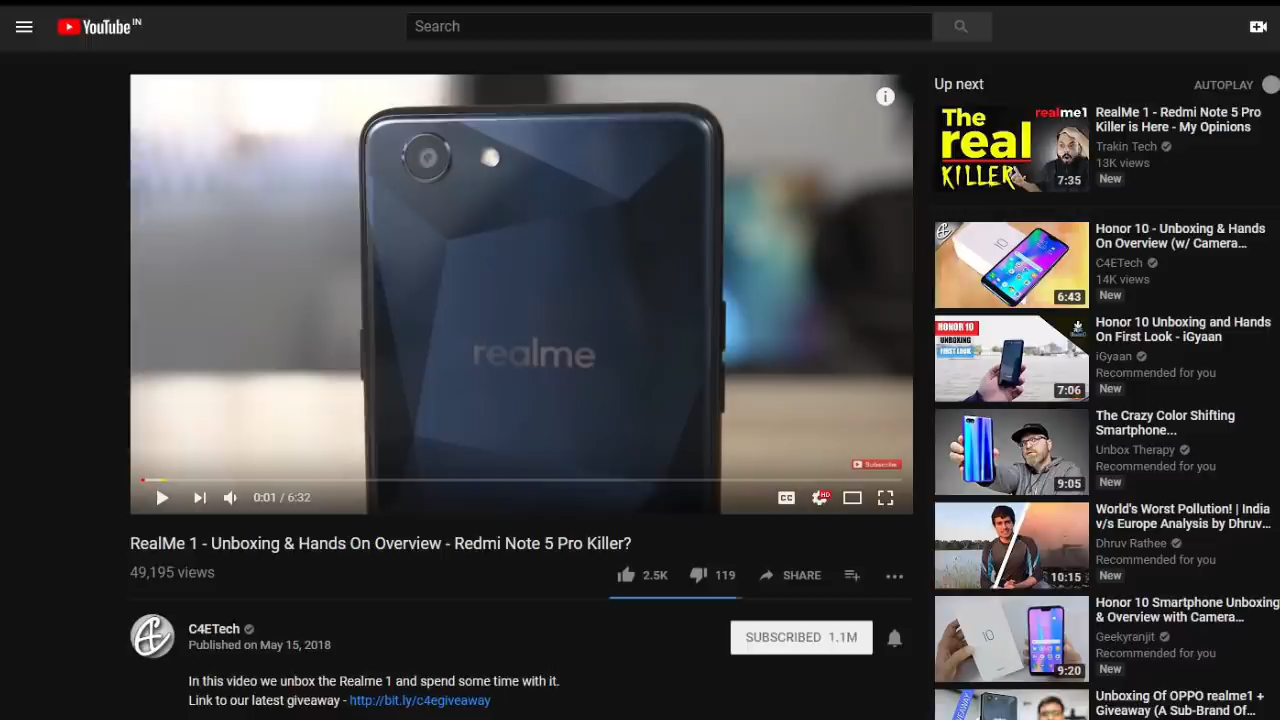 YouTube IN
Search
realme
Subscribe
0:01 / 6:32
CC
HD
RealMe 1 - Unboxing & Hands On Overview - Redmi Note 5 Pro Killer?
49,195 views
2.5K
119
SHARE
C4ETech
Published on May 15, 2018
SUBSCRIBED 1.1M
In this video we unbox the Realme 1 and spend some time with it.
Link to our latest giveaway - http://bit.ly/c4egiveaway
Up next
AUTOPLAY
The
real
KILLER
realme1
7:35
RealMe 1 - Redmi Note 5 Pro
Killer is Here - My Opinions
Trakin Tech
13K views
New
10
6:43
Honor 10 - Unboxing & Hands
On Overview (w/ Camera...
C4ETech
14K views
New
HONOR 10
UNBOXING
FIRST LOOK
7:06
Honor 10 Unboxing and Hands
On First Look - iGyaan
iGyaan
Recommended for you
New
9:05
The Crazy Color Shifting
Smartphone...
Unbox Therapy
Recommended for you
New
10:15
World's Worst Pollution! | India
v/s Europe Analysis by Dhruv...
Dhruv Rathee
Recommended for you
New
10
9:20
Honor 10 Smartphone Unboxing
& Overview with Camera...
Geekyranjit
Recommended for you
New
Unboxing Of OPPO realme1 +
Giveaway (A Sub-Brand Of...